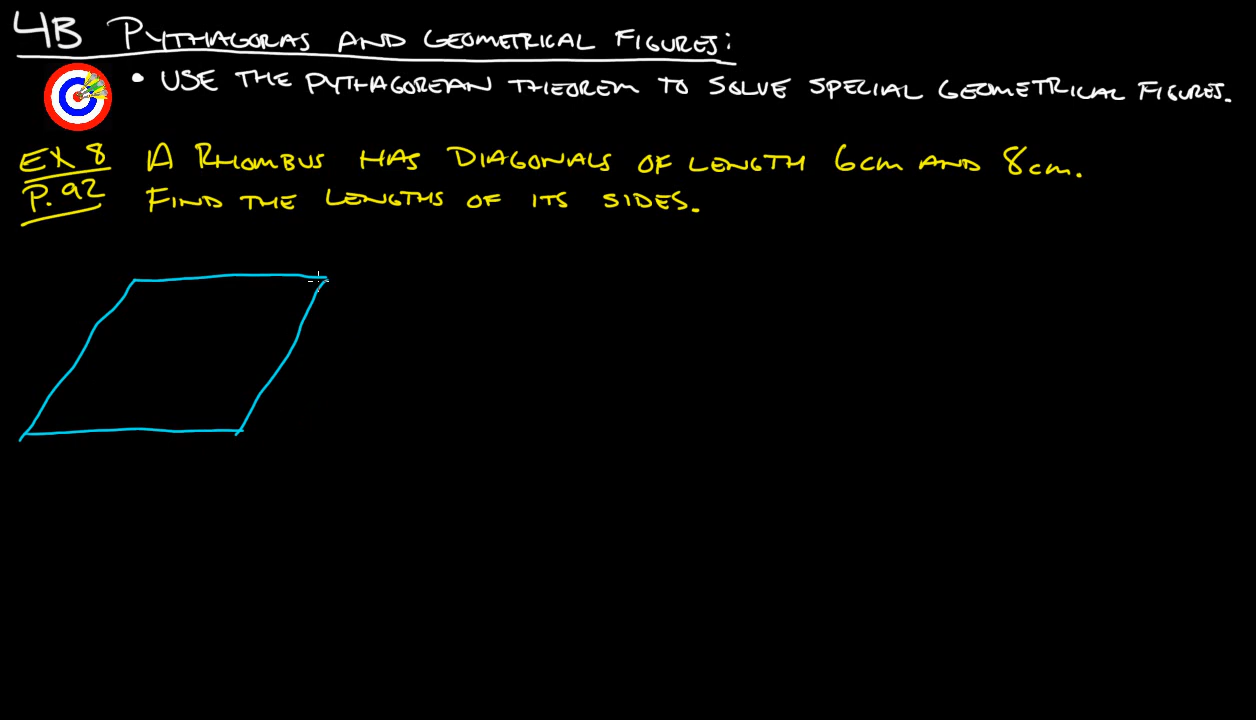 4B PYTHAGORAS AND GEOMETRICAL FIGURES:
• USE THE PYTHAGOREAN THEOREM TO SOLVE SPECIAL GEOMETRICAL FIGURES.
EX 8 A RHOMBUS HAS DIAGONALS OF LENGTH 6cm AND 8cm.
P. 92 FIND THE LENGTHS OF ITS SIDES.